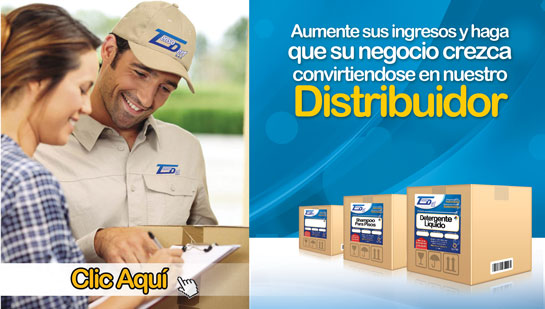 Aumente sus ingresos y haga
que su negocio crezca
convirtiendose en nuestro
Distribuidor
Clic Aquí
Shampoo
Para Pisos
Detergente
Líquido